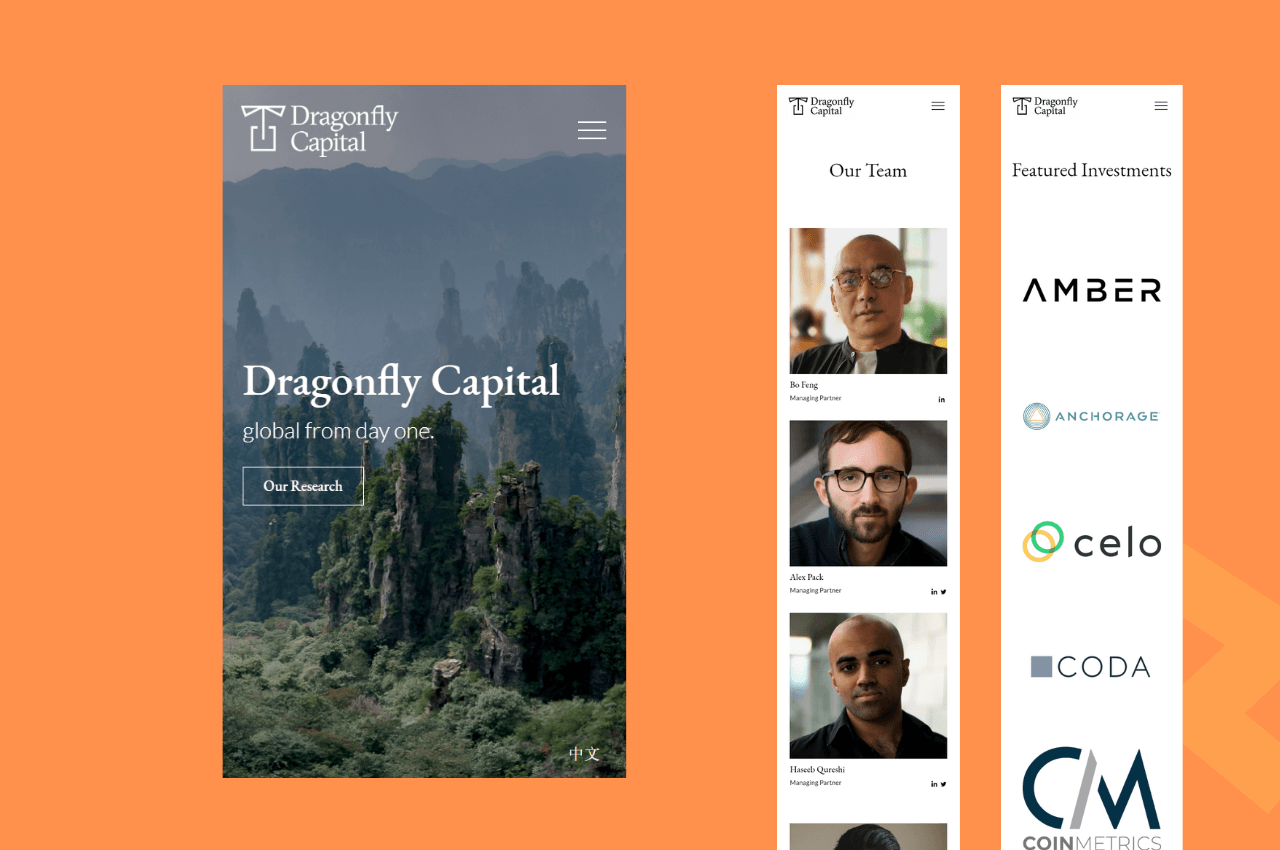 Dragonfly
Capital
Dragonfly Capital
global from day one.
Our Research
中文
Dragonfly
Capital
Our Team
Bo Feng
Managing Partner
in
Alex Pack
Managing Partner
in
Haseeb Qureshi
Managing Partner
in
Dragonfly
Capital
Featured Investments
AMBER
ANCHORAGE
celo
CODA
CM
COINMETRICS